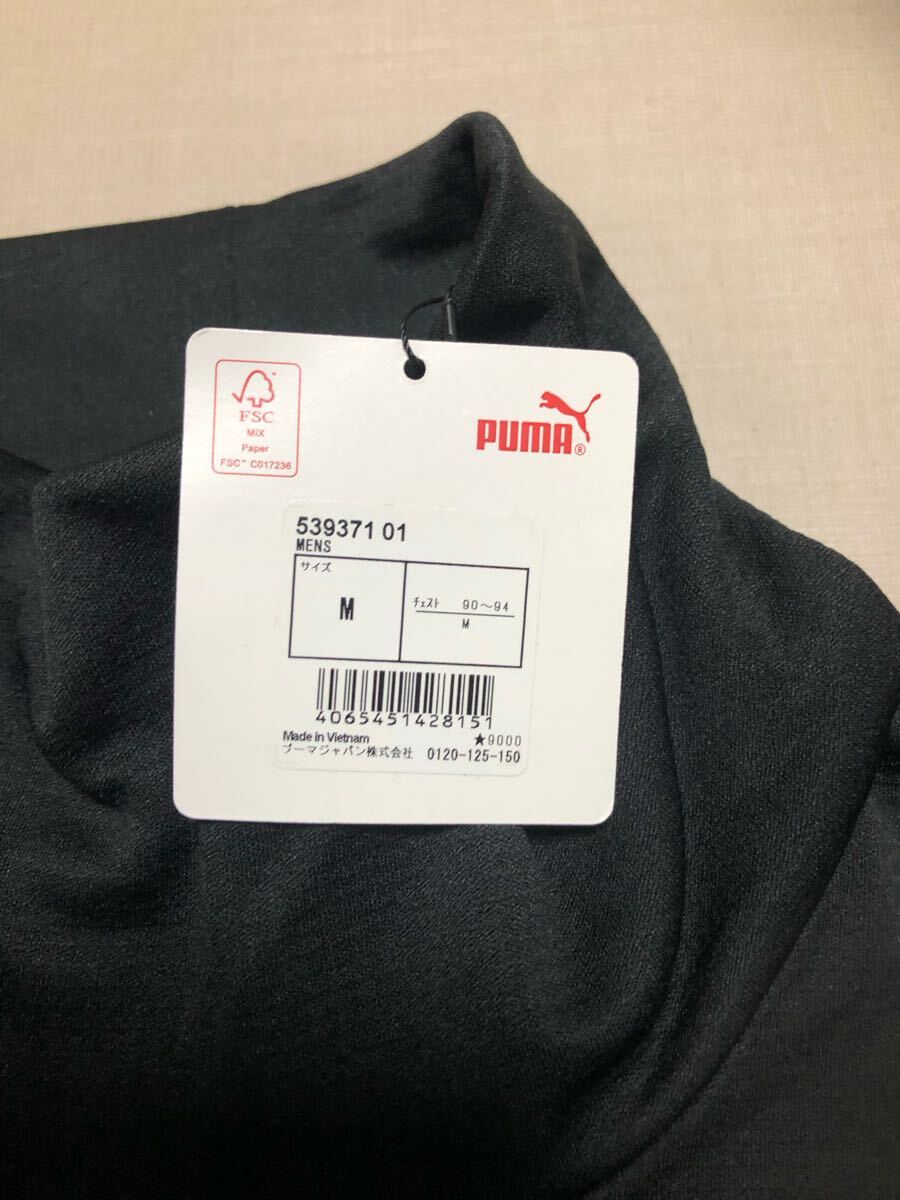 FSC
MIX
Paper
FSC™ C017236
PUMA®
539371 01
MENS
サイズ
M
チェスト 90～94
M
4065451428151
Made in Vietnam ★9000
プーマジャパン株式会社 0120-125-150